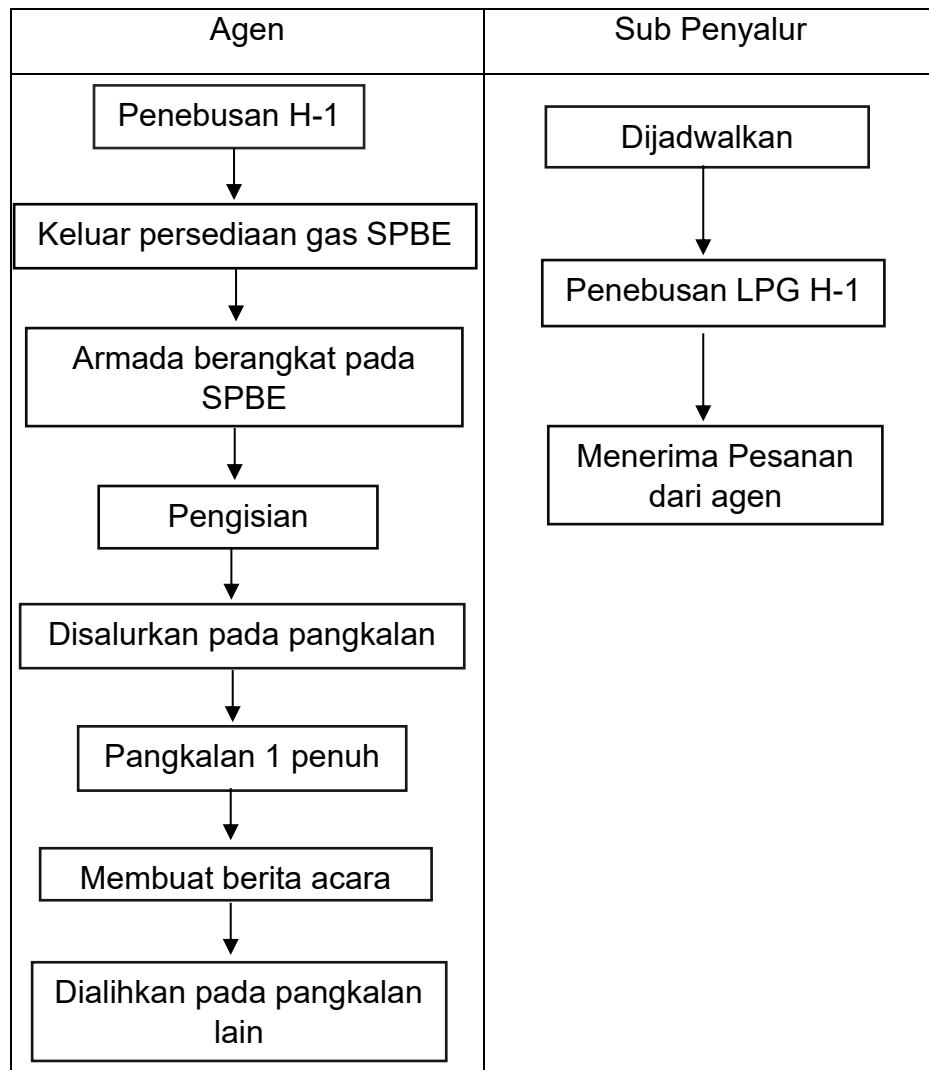 Agen
Penebusan H-1
Keluar persediaan gas SPBE
Armada berangkat pada
SPBE
Pengisian
Disalurkan pada pangkalan
Pangkalan 1 penuh
Membuat berita acara
Dialihkan pada pangkalan
lain
Sub Penyalur
Dijadwalkan
Penebusan LPG H-1
Menerima Pesanan
dari agen